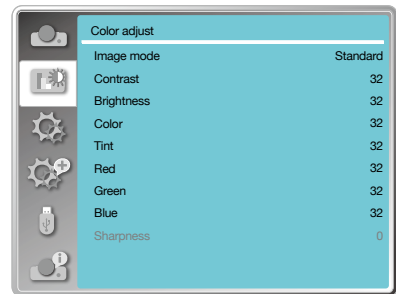 Color adjust
Image mode Standard
Contrast 32
Brightness 32
Color 32
Tint 32
Red 32
Green 32
Blue 32
Sharpness 0